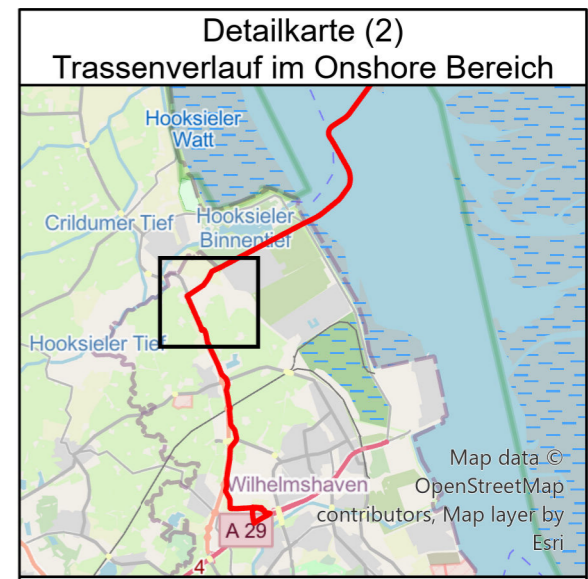 Detailkarte (2)
Trassenverlauf im Onshore Bereich
Hooksieler
Watt
Crildumer Tief
Hooksieler
Binnentief
Hooksieler Tief
Wilhelmshaven
A 29
4'
Map data ©
OpenStreetMap
contributors, Map layer by
Esri